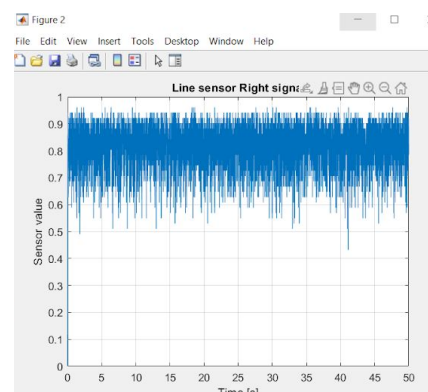 Figure 2
File Edit View Insert Tools Desktop Window Help
Line sensor Right signa
1
0.9
0.8
0.7
0.6
0.5
0.4
0.3
0.2
0.1
0
Sensor value
0 5 10 15 20 25 30 35 40 45 50
Time [s]